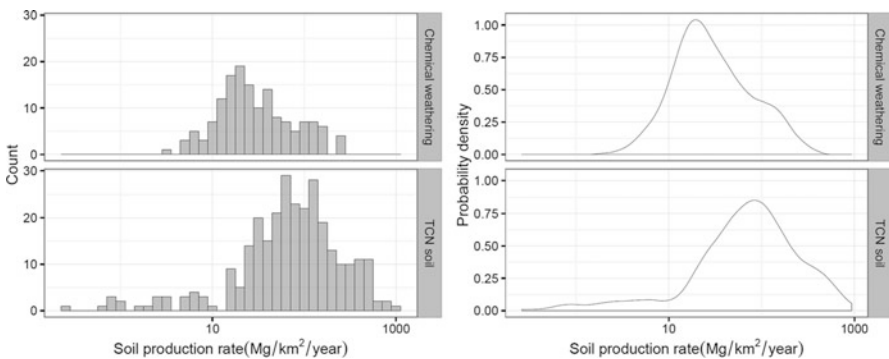 30
20
10
0
Count
Chemical weathering
30
20
10
0
TCN soil
10
1000
Soil production rate(Mg/km²/year)
1.00
0.75
0.50
0.25
0.00
Probability density
Chemical weathering
1.00
0.75
0.50
0.25
0.00
TCN soil
10
1000
Soil production rate(Mg/km²/year)